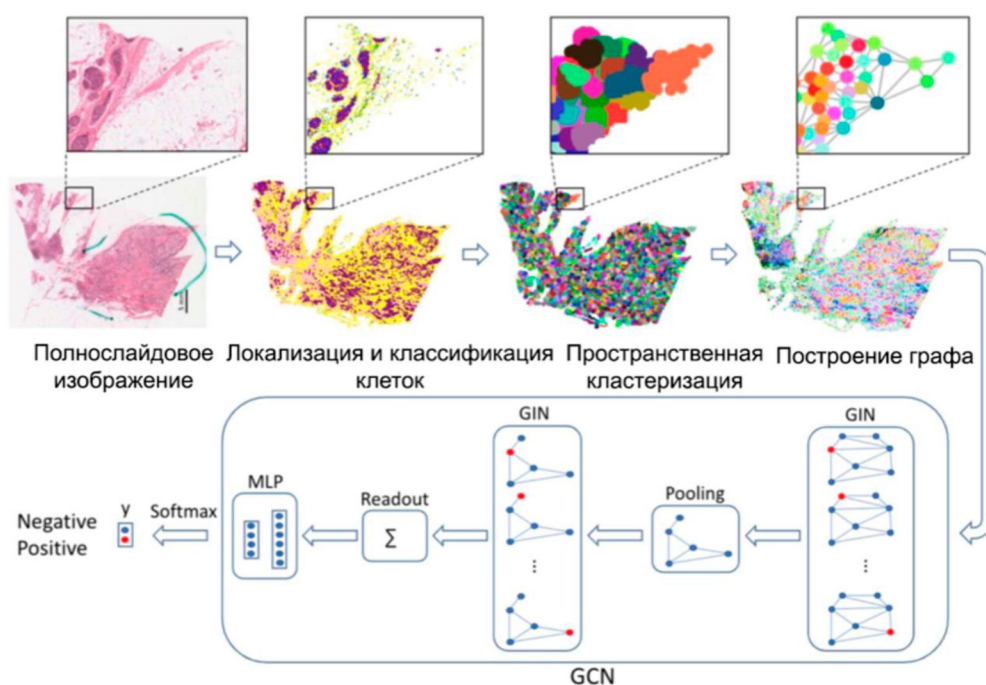 Полнослайдовое
изображение
Локализация и классификация
клеток
Пространственная
кластеризация
Построение графа
GIN
GIN
MLP
Readout
Pooling
y
Softmax
Negative
Positive
Σ
...
...
GCN